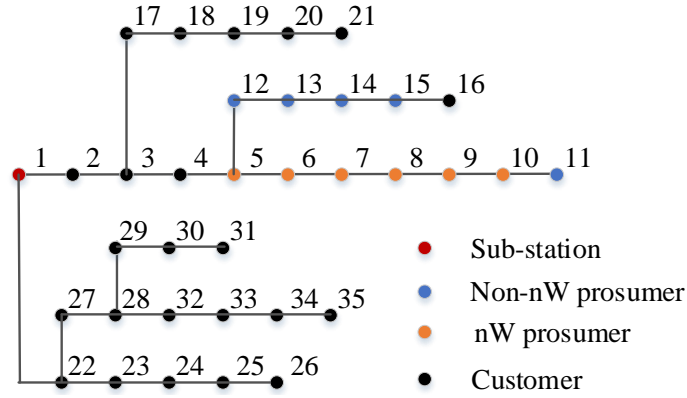 17 18 19 20 21
12 13 14 15 16
1 2 3 4 5 6 7 8 9 10 11
29 30 31
Sub-station
27 28 32 33 34 35
Non-nW prosumer
nW prosumer
22 23 24 25 26
Customer